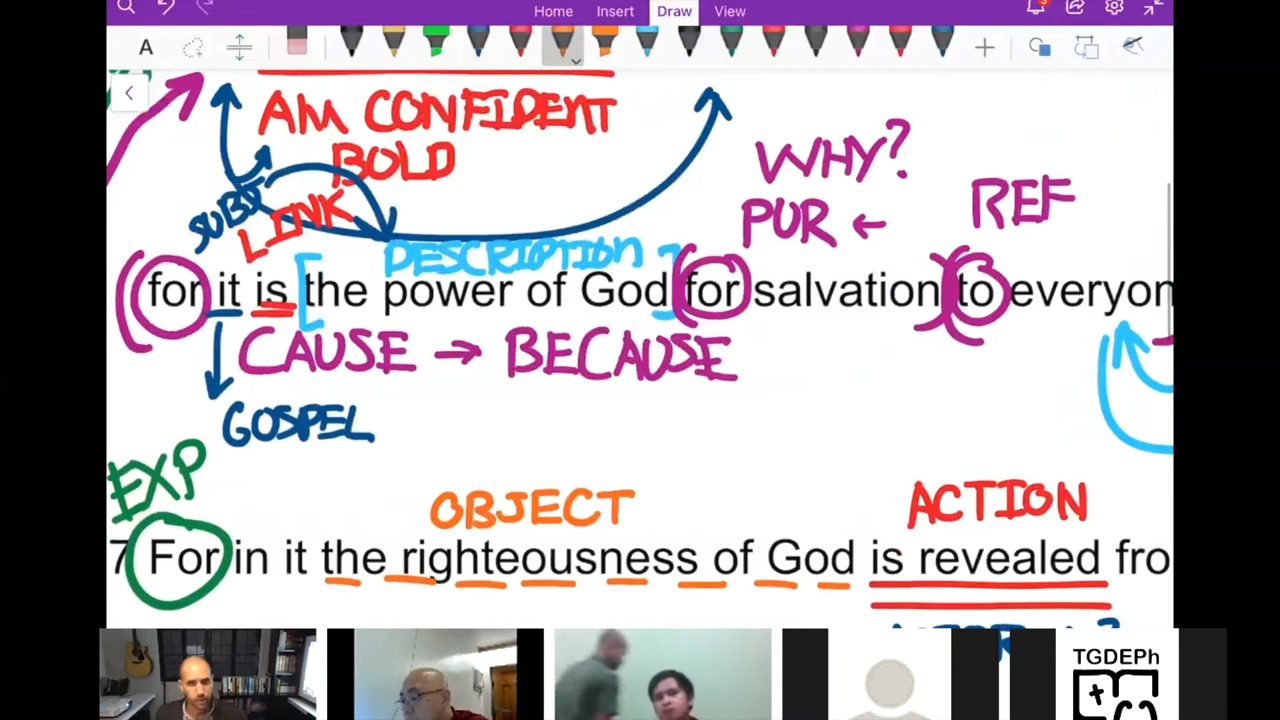 Home Insert Draw View
A
AM CONFIDENT
BOLD
WHY?
PUR ←
REF
SUBJ
LINK
DESCRIPTION
for it is [the power of God] (for salvation) (to everyon
CAUSE → BECAUSE
GOSPEL
EXP
OBJECT
ACTION
7 For in it the righteousness of God is revealed fro
TGDEPh